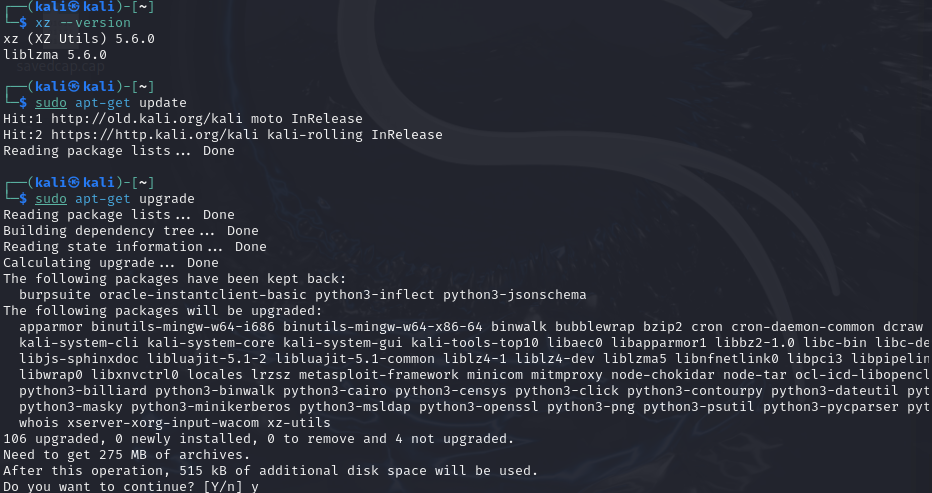 ┌──(kali㉿kali)-[~]
└─$ xz --version
xz (XZ Utils) 5.6.0
liblzma 5.6.0
savedcap.cap
┌──(kali㉿kali)-[~]
└─$ sudo apt-get update
Hit:1 http://old.kali.org/kali moto InRelease
Hit:2 https://http.kali.org/kali kali-rolling InRelease
Reading package lists... Done
┌──(kali㉿kali)-[~]
└─$ sudo apt-get upgrade
Reading package lists... Done
Building dependency tree... Done
Reading state information... Done
Calculating upgrade... Done
The following packages have been kept back:
burpsuite oracle-instantclient-basic python3-inflect python3-jsonschema
The following packages will be upgraded:
apparmor binutils-mingw-w64-i686 binutils-mingw-w64-x86-64 binwalk bubblewrap bzip2 cron cron-daemon-common dcraw
kali-system-cli kali-system-core kali-system-gui kali-tools-top10 libaec0 libapparmor1 libbz2-1.0 libc-bin libc-de
libjs-sphinxdoc libluajit-5.1-2 libluajit-5.1-common liblz4-1 liblz4-dev liblzma5 libnfnetlink0 libpci3 libpipelin
libwrap0 libxnvctrl0 locales lrzsz metasploit-framework minicom mitmproxy node-chokidar node-tar ocl-icd-libopencl
python3-billiard python3-binwalk python3-cairo python3-censys python3-click python3-contourpy python3-dateutil pyt
python3-masky python3-minikerberos python3-msldap python3-openssl python3-png python3-psutil python3-pycparser pyt
whois xserver-xorg-input-wacom xz-utils
106 upgraded, 0 newly installed, 0 to remove and 4 not upgraded.
Need to get 275 MB of archives.
After this operation, 515 kB of additional disk space will be used.
Do you want to continue? [Y/n] y